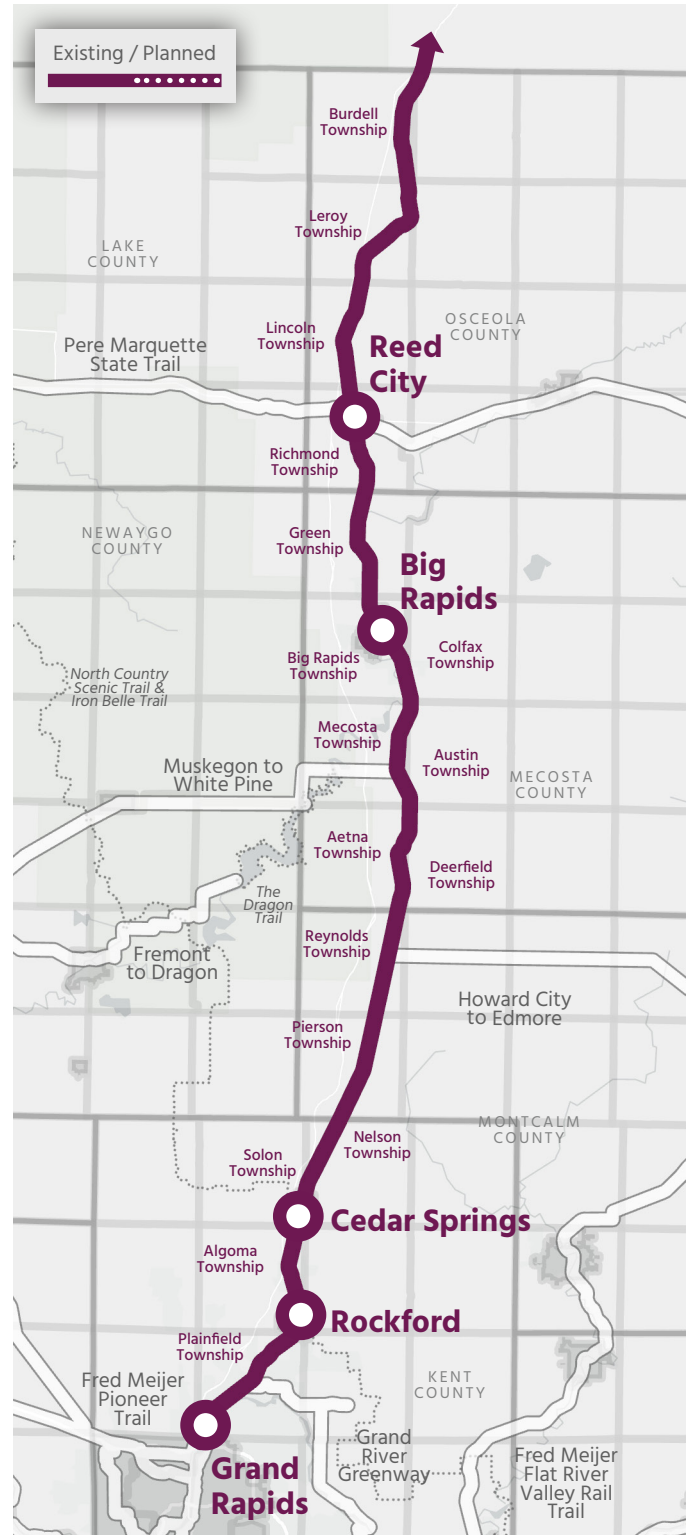 Existing / Planned
Burdell
Township
Leroy
Township
LAKE
COUNTY
OSCEOLA
COUNTY
Lincoln
Township
Pere Marquette
State Trail
Reed
City
Richmond
Township
NEWAYGO
COUNTY
Green
Township
Big
Rapids
Colfax
Township
Big Rapids
Township
North Country
Scenic Trail &
Iron Belle Trail
Mecosta
Township
Austin
Township
Muskegon to
White Pine
MECOSTA
COUNTY
Aetna
Township
Deerfield
Township
The
Dragon
Trail
Reynolds
Township
Fremont
to Dragon
Howard City
to Edmore
Pierson
Township
MONTCALM
COUNTY
Nelson
Township
Solon
Township
Cedar Springs
Algoma
Township
Rockford
Plainfield
Township
KENT
COUNTY
Fred Meijer
Pioneer
Trail
Grand
River
Greenway
Grand
Rapids
Fred Meijer
Flat River
Valley Rail
Trail